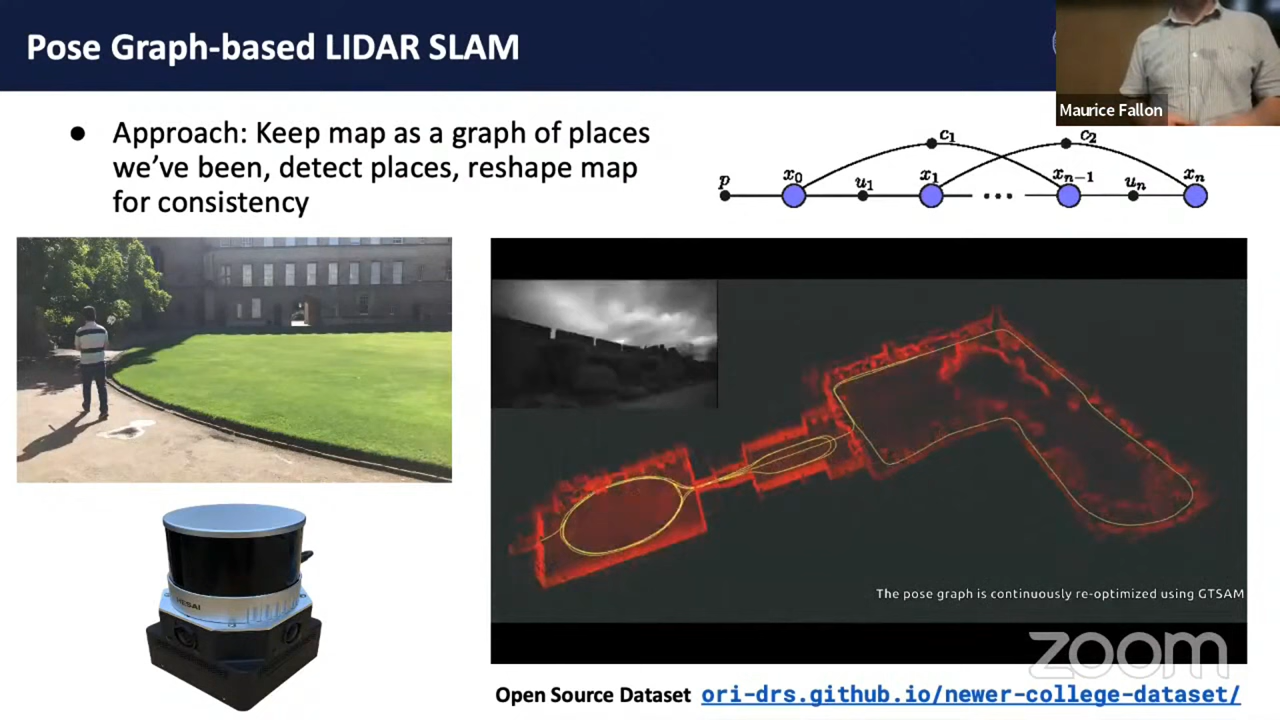 Pose Graph-based LIDAR SLAM
Maurice Fallon
● Approach: Keep map as a graph of places
we've been, detect places, reshape map
for consistency
c₁
c₂
p
x₀
u₁
x₁
xₙ₋₁
uₙ
xₙ
HESAI
The pose graph is continuously re-optimized using GTSAM
zoom
Open Source Dataset ori-drs.github.io/newer-college-dataset/